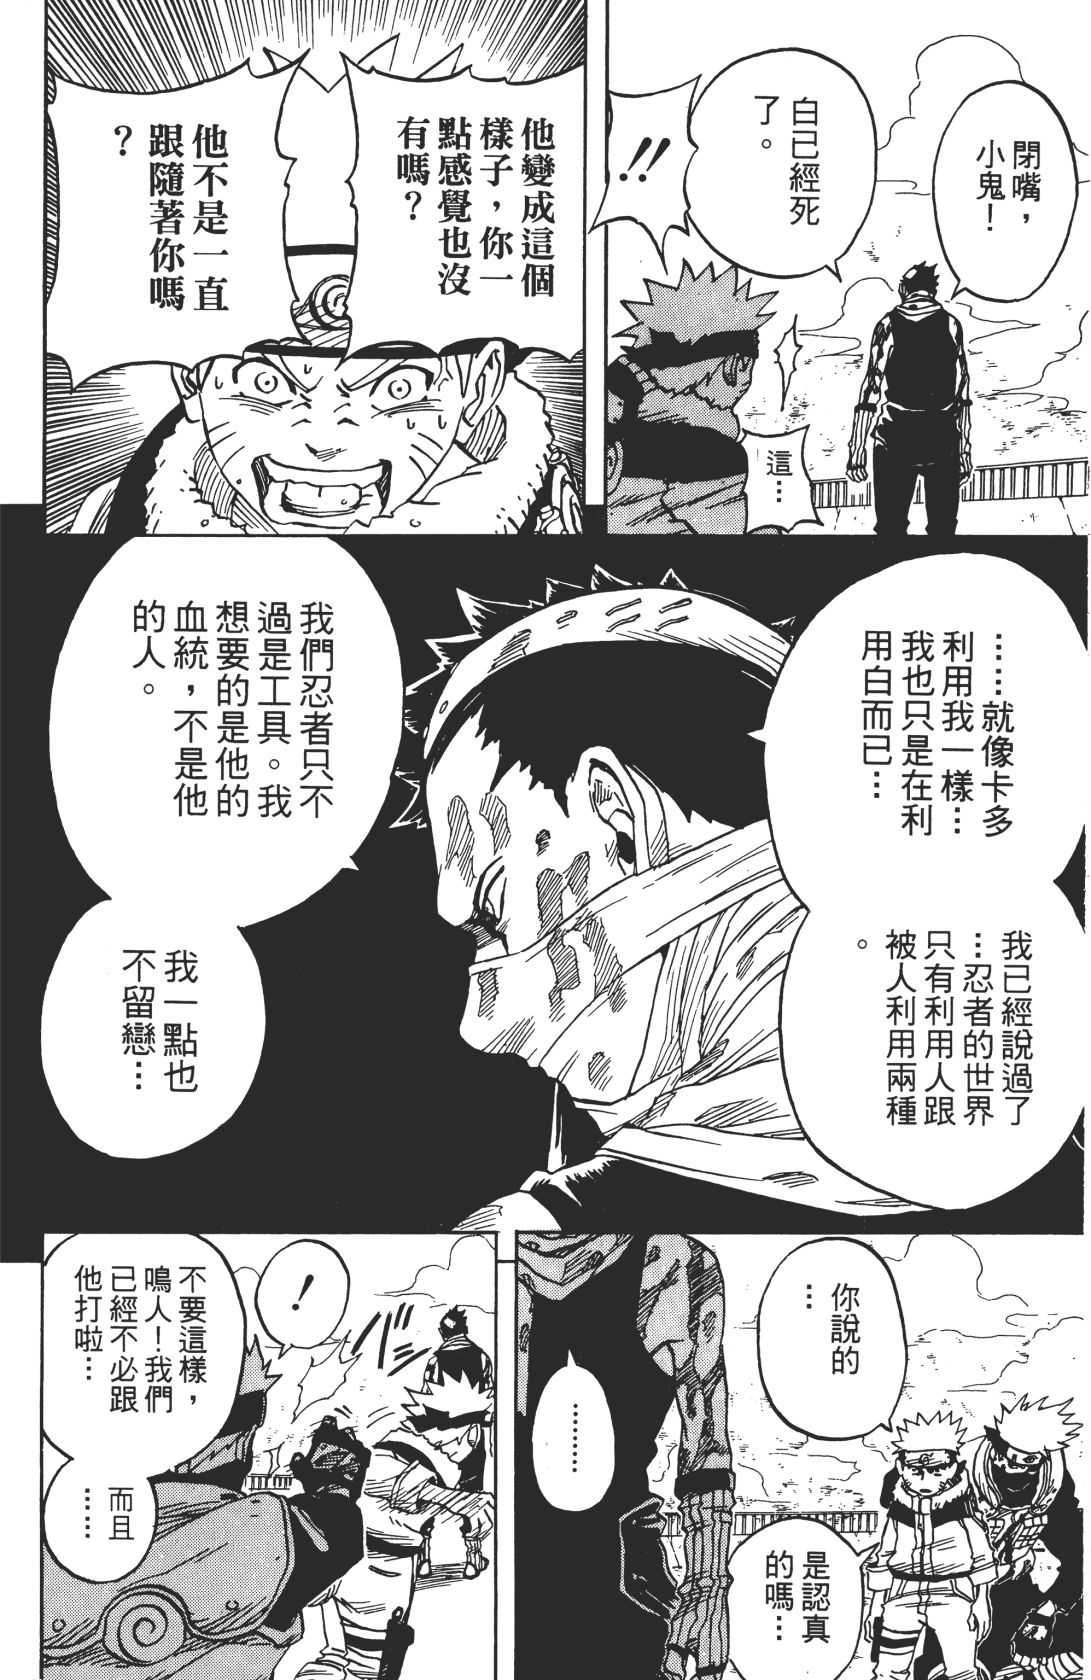 閉嘴，
小鬼！
白已經死
了。
！！
這…
他變成這個
樣子，你一
點感覺也沒
有嗎？
他不是一直
跟隨著你嗎
？
……就像卡多
利用我一樣…
我也只是在利
用白而已…
我已經說過了
…忍者的世界
只有利用人跟
被人利用兩種
。
我們忍者只不
過是工具。我
想要的是他的
血統，不是他
的人。
我一點也
不留戀…
你說的
…
是認真
的嗎…
………
！
不要這樣，
鳴人！我們
已經不必跟
他打啦…
而且
……